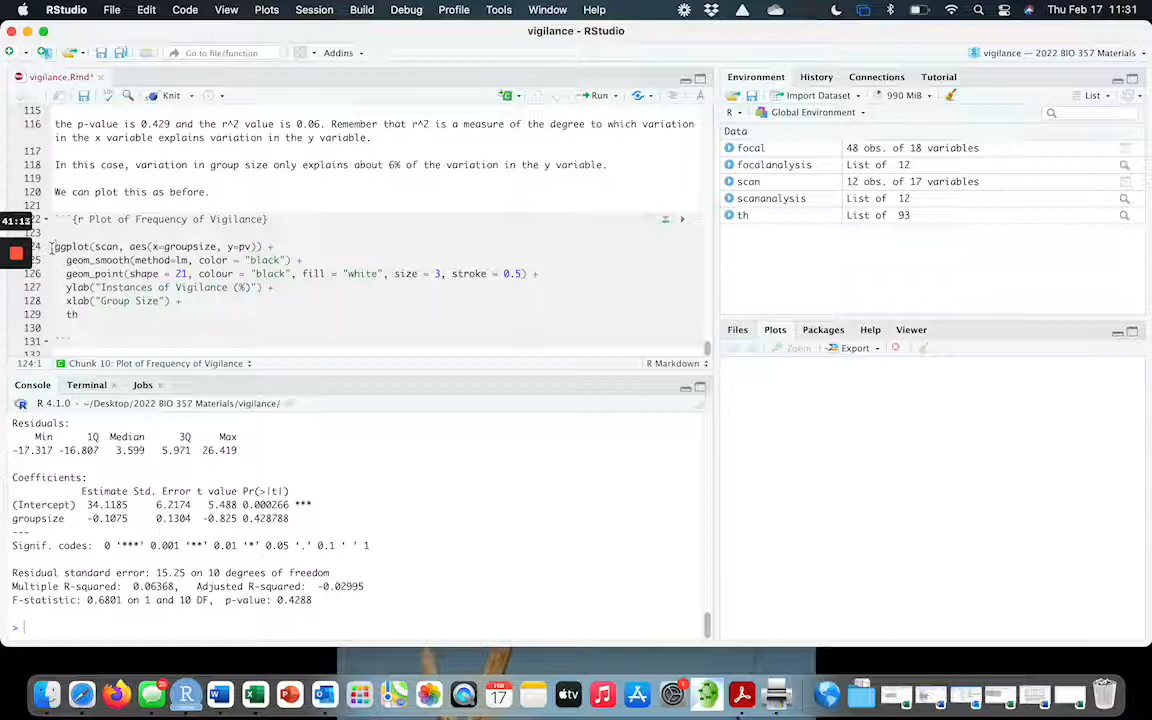 RStudio File Edit Code View Plots Session Build Debug Profile Tools Window Help Thu Feb 17 11:31
vigilance - RStudio
Go to file/function Addins vigilance — 2022 BIO 357 Materials
vigilance.Rmd*
Knit Run
115
116 the p-value is 0.429 and the r^2 value is 0.06. Remember that r^2 is a measure of the degree to which variation
in the x variable explains variation in the y variable.
117
118 In this case, variation in group size only explains about 6% of the variation in the y variable.
119
120 We can plot this as before.
121
41:13
22 ```{r Plot of Frequency of Vigilance}
123
24 ggplot(scan, aes(x=groupsize, y=pv)) +
25 geom_smooth(method=lm, color = "black") +
126 geom_point(shape = 21, colour = "black", fill = "white", size = 3, stroke = 0.5) +
127 ylab("Instances of Vigilance (%)") +
128 xlab("Group Size") +
129 th
130
131 ```
132
124:1 Chunk 10: Plot of Frequency of Vigilance R Markdown
Console Terminal Jobs
R 4.1.0 · ~/Desktop/2022 BIO 357 Materials/vigilance/
Residuals:
Min 1Q Median 3Q Max
-17.317 -16.807 3.599 5.971 26.419
Coefficients:
Estimate Std. Error t value Pr(>|t|)
(Intercept) 34.1185 6.2174 5.488 0.000266 ***
groupsize -0.1075 0.1304 -0.825 0.428788
---
Signif. codes: 0 ‘***’ 0.001 ‘**’ 0.01 ‘*’ 0.05 ‘.’ 0.1 ‘ ’ 1
Residual standard error: 15.25 on 10 degrees of freedom
Multiple R-squared: 0.06368, Adjusted R-squared: -0.02995
F-statistic: 0.6801 on 1 and 10 DF, p-value: 0.4288
>
Environment History Connections Tutorial
Import Dataset 990 MiB List
R Global Environment
Data
focal 48 obs. of 18 variables
focalanalysis List of 12
scan 12 obs. of 17 variables
scananalysis List of 12
th List of 93
Files Plots Packages Help Viewer
Zoom Export
FEB
17
tv